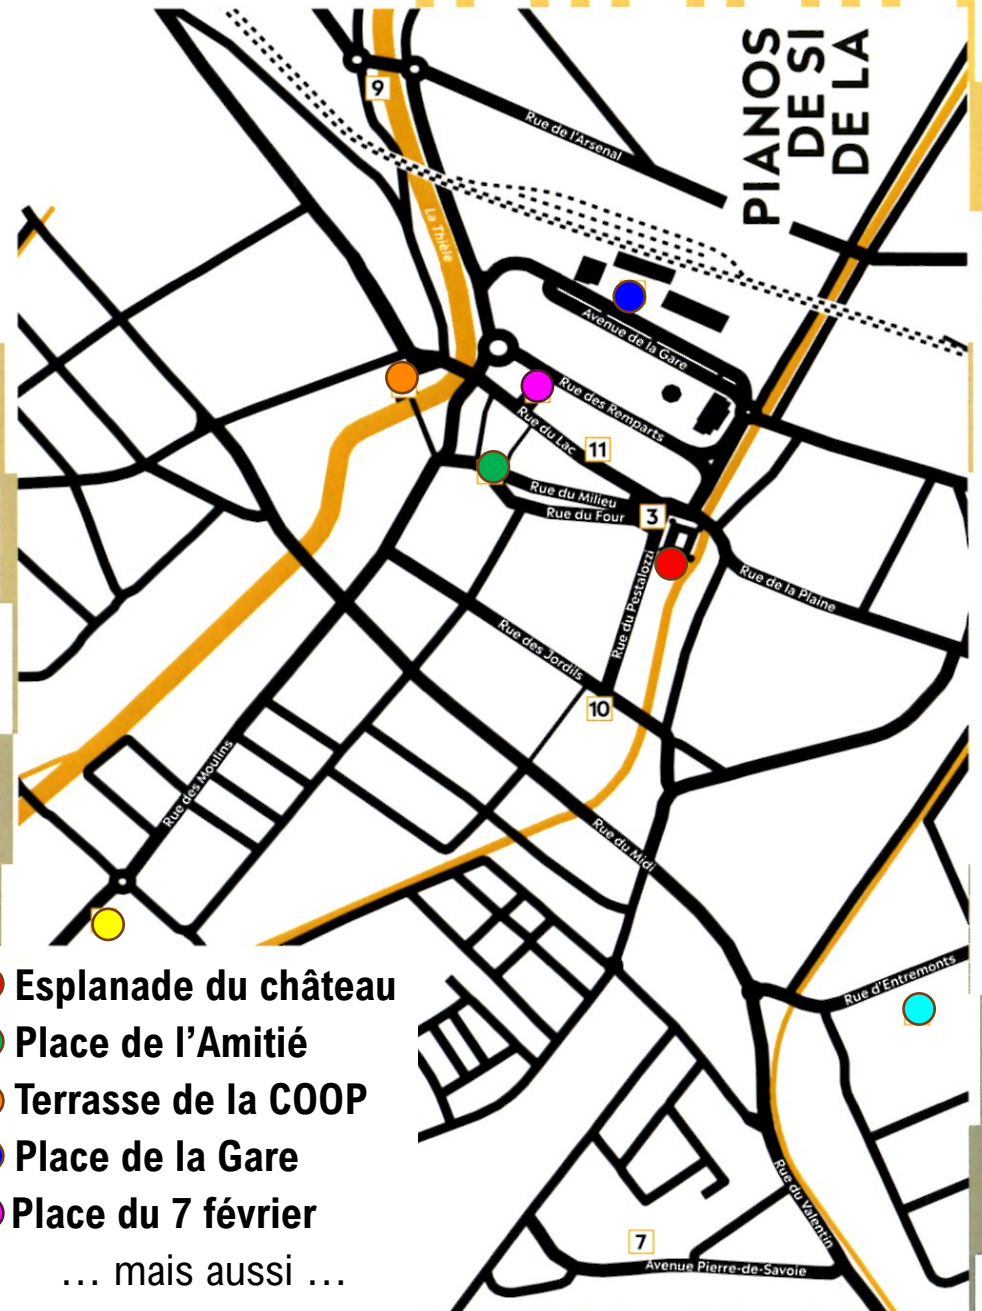 PIANOS
DE SI
DE LA
9
Rue de l'Arsenal
La Thièle
Avenue de la Gare
Rue des Remparts
Rue du Lac
11
Rue du Milieu
Rue du Four
3
Rue du Pestalozzi
Rue de la Plaine
Rue des Jordils
10
Rue des Moulins
Rue du Midi
Rue d'Entremonts
Rue du Valentin
7
Avenue Pierre-de-Savoie
Esplanade du château
Place de l’Amitié
Terrasse de la COOP
Place de la Gare
Place du 7 février
… mais aussi …